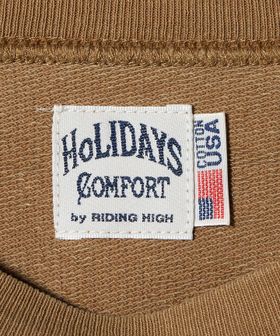 HOLIDAYS
COMFORT
by RIDING HIGH
COTTON
USA